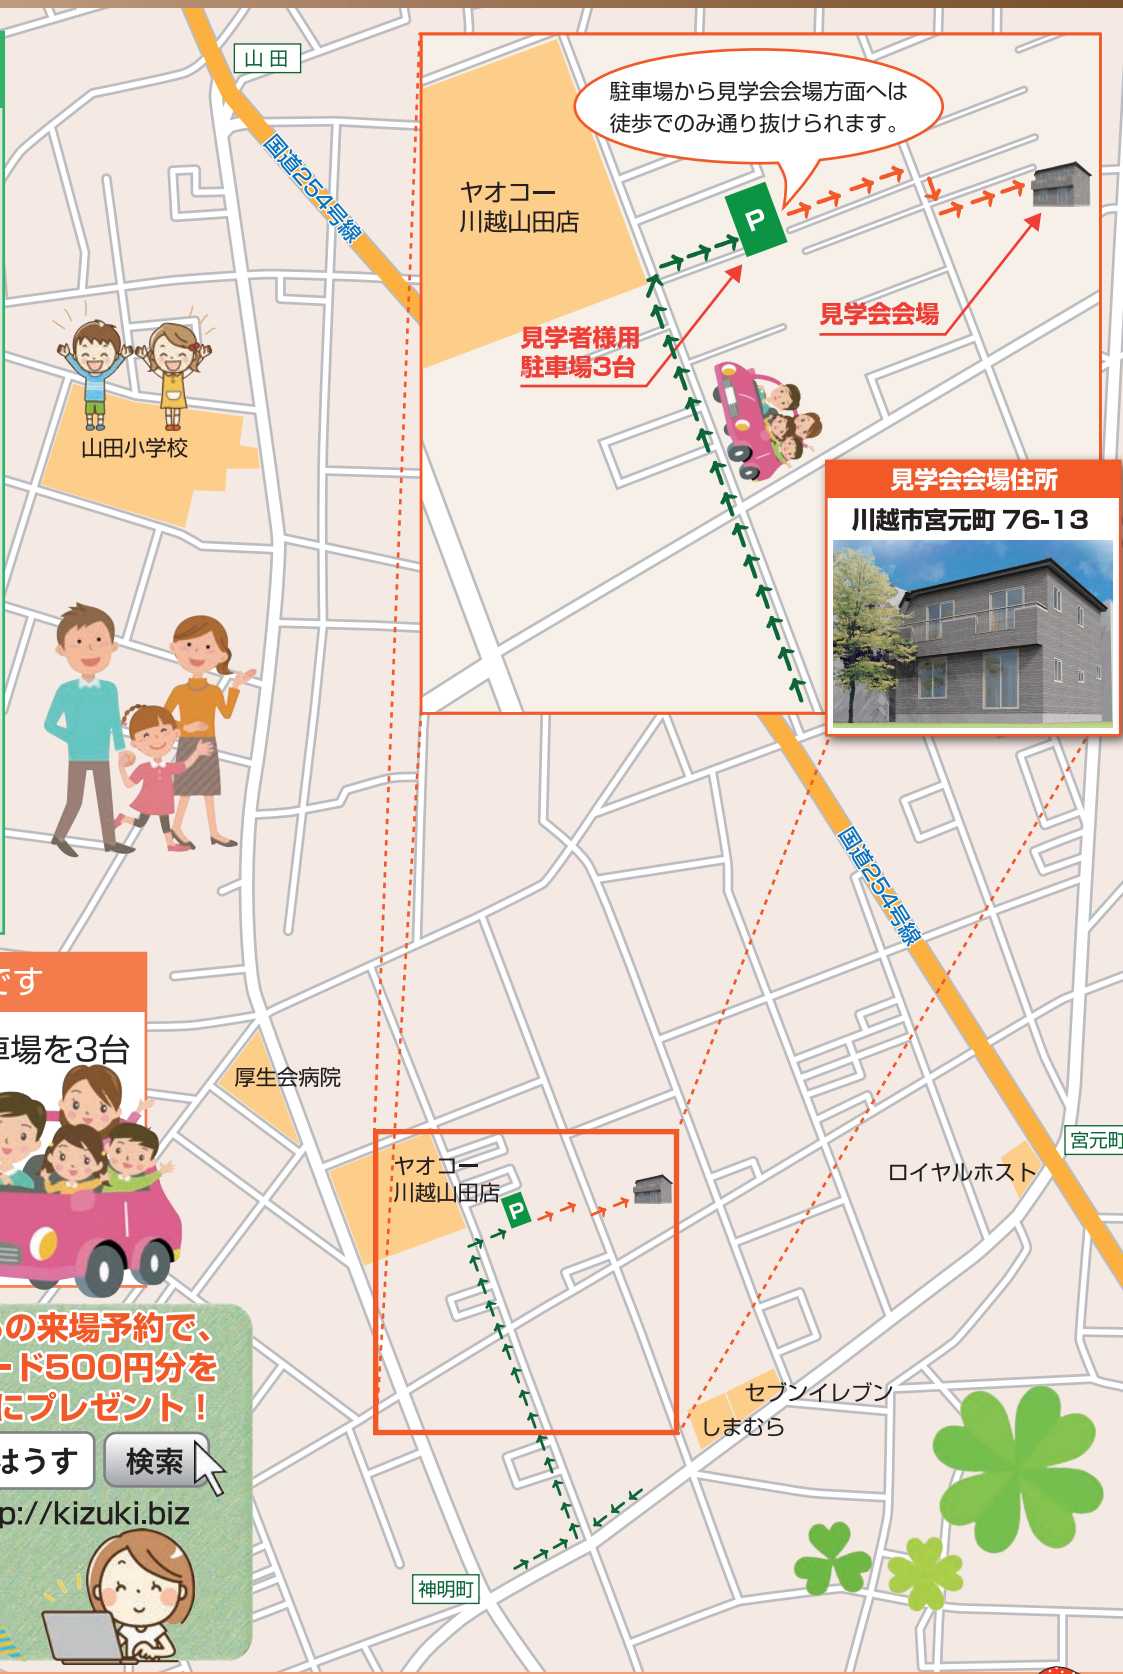 山田
国道254号線
駐車場から見学会会場方面へは
徒歩でのみ通り抜けられます。
ヤオコー
川越山田店
P
見学会会場
見学者様用
駐車場3台
山田小学校
見学会会場住所
川越市宮元町 76-13
国道254号線
です
車場を3台
厚生会病院
ヤオコー
川越山田店
P
宮元町
ロイヤルホスト
らの来場予約で、
ード500円分を
にプレゼント！
はうす
検索
p://kizuki.biz
セブンイレブン
しまむら
神明町